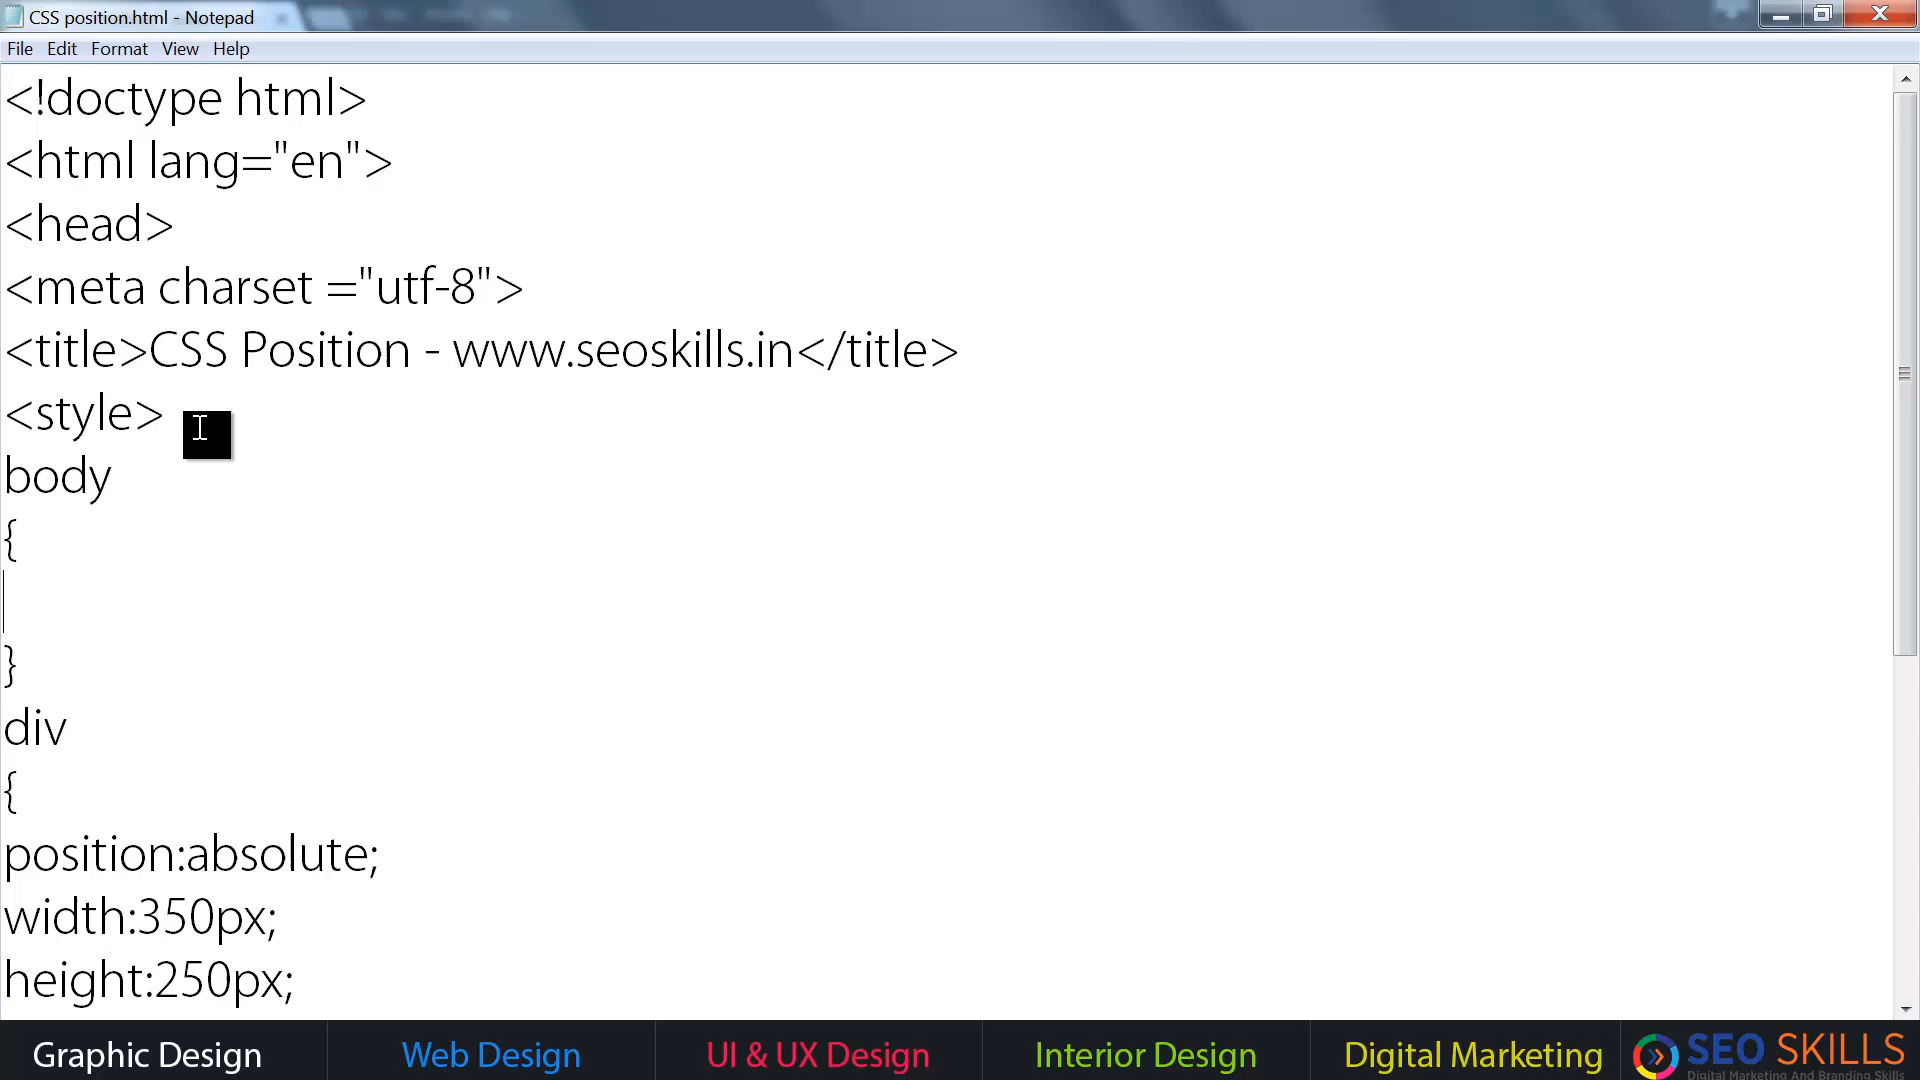 CSS position.html - Notepad
File Edit Format View Help
<!doctype html>
<html lang="en">
<head>
<meta charset ="utf-8">
<title>CSS Position - www.seoskills.in</title>
<style>
body
{
}
div
{
position:absolute;
width:350px;
height:250px;
Graphic Design Web Design UI & UX Design Interior Design Digital Marketing SEO SKILLS
Digital Marketing And Branding Skills